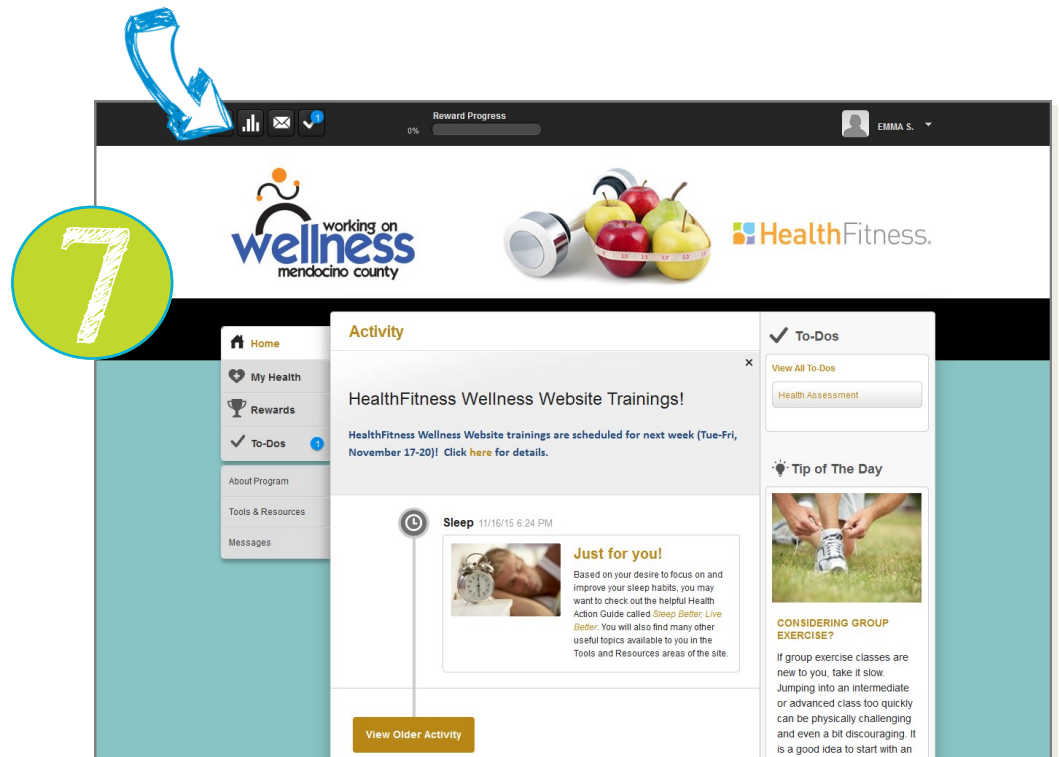 1
Reward Progress
0%
EMMA S.
working on
wellness
mendocino county
HealthFitness.
7
Home
My Health
Rewards
To-Dos 1
About Program
Tools & Resources
Messages
Activity
×
HealthFitness Wellness Website Trainings!
HealthFitness Wellness Website trainings are scheduled for next week (Tue-Fri,
November 17-20)! Click here for details.
Sleep 11/16/15 6:24 PM
Just for you!
Based on your desire to focus on and
improve your sleep habits, you may
want to check out the helpful Health
Action Guide called Sleep Better, Live
Better. You will also find many other
useful topics available to you in the
Tools and Resources areas of the site.
View Older Activity
To-Dos
View All To-Dos
Health Assessment
Tip of The Day
CONSIDERING GROUP
EXERCISE?
If group exercise classes are
new to you, take it slow.
Jumping into an intermediate
or advanced class too quickly
can be physically challenging
and even a bit discouraging. It
is a good idea to start with an